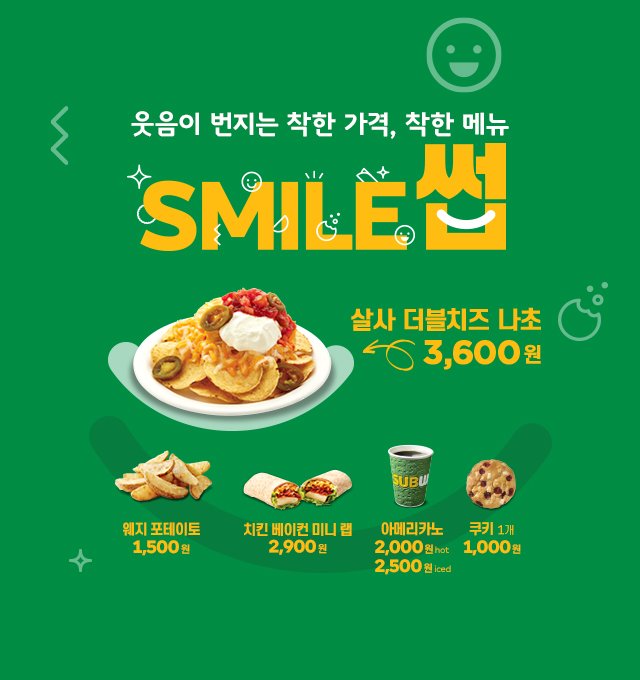 웃음이 번지는 착한 가격, 착한 메뉴
SMILE썹
살사 더블치즈 나초
3,600원
SUBW
웨지 포테이토
1,500원
치킨 베이컨 미니 랩
2,900원
아메리카노
2,000원 hot
2,500원 iced
쿠키 1개
1,000원